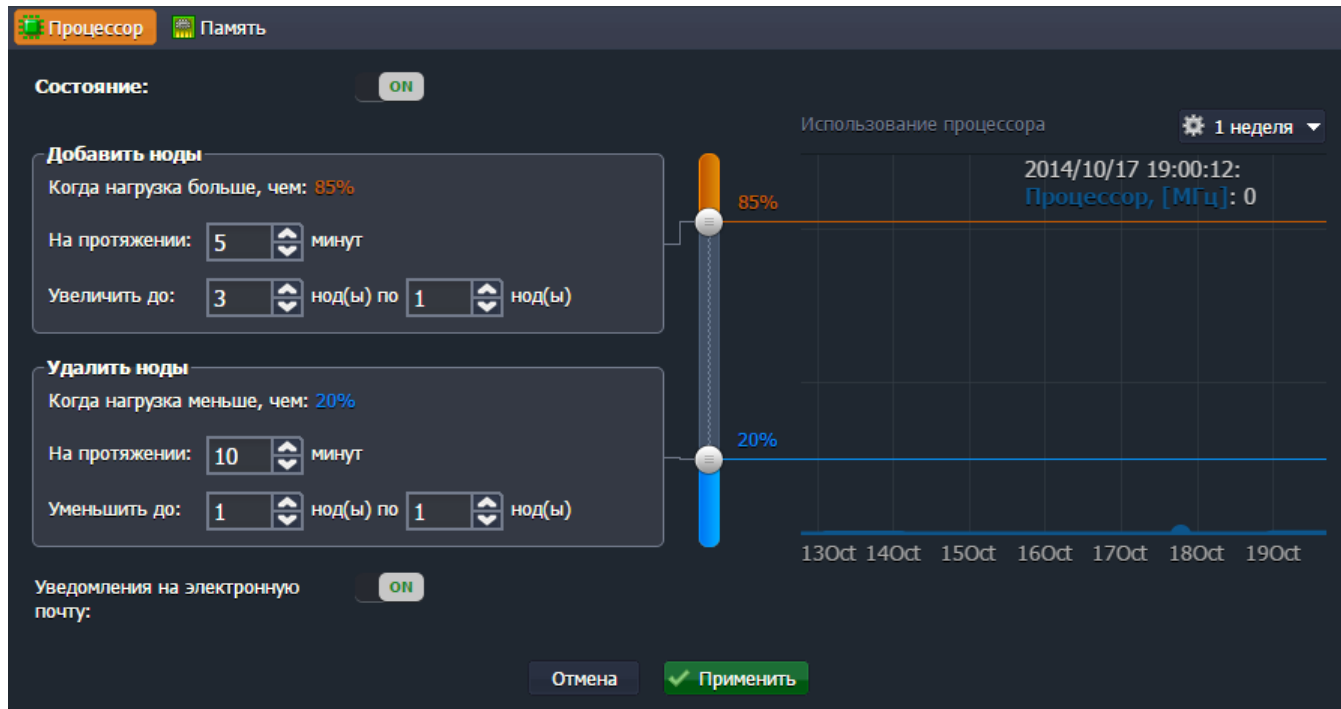 Процессор Память
Состояние: ON
Использование процессора 1 неделя
Добавить ноды
Когда нагрузка больше, чем: 85%
На протяжении: 5 минут
Увеличить до: 3 нод(ы) по 1 нод(ы)
Удалить ноды
Когда нагрузка меньше, чем: 20%
На протяжении: 10 минут
Уменьшить до: 1 нод(ы) по 1 нод(ы)
85%
20%
2014/10/17 19:00:12:
Процессор, [МГц]: 0
13Oct 14Oct 15Oct 16Oct 17Oct 18Oct 19Oct
Уведомления на электронную
почту: ON
Отмена Применить